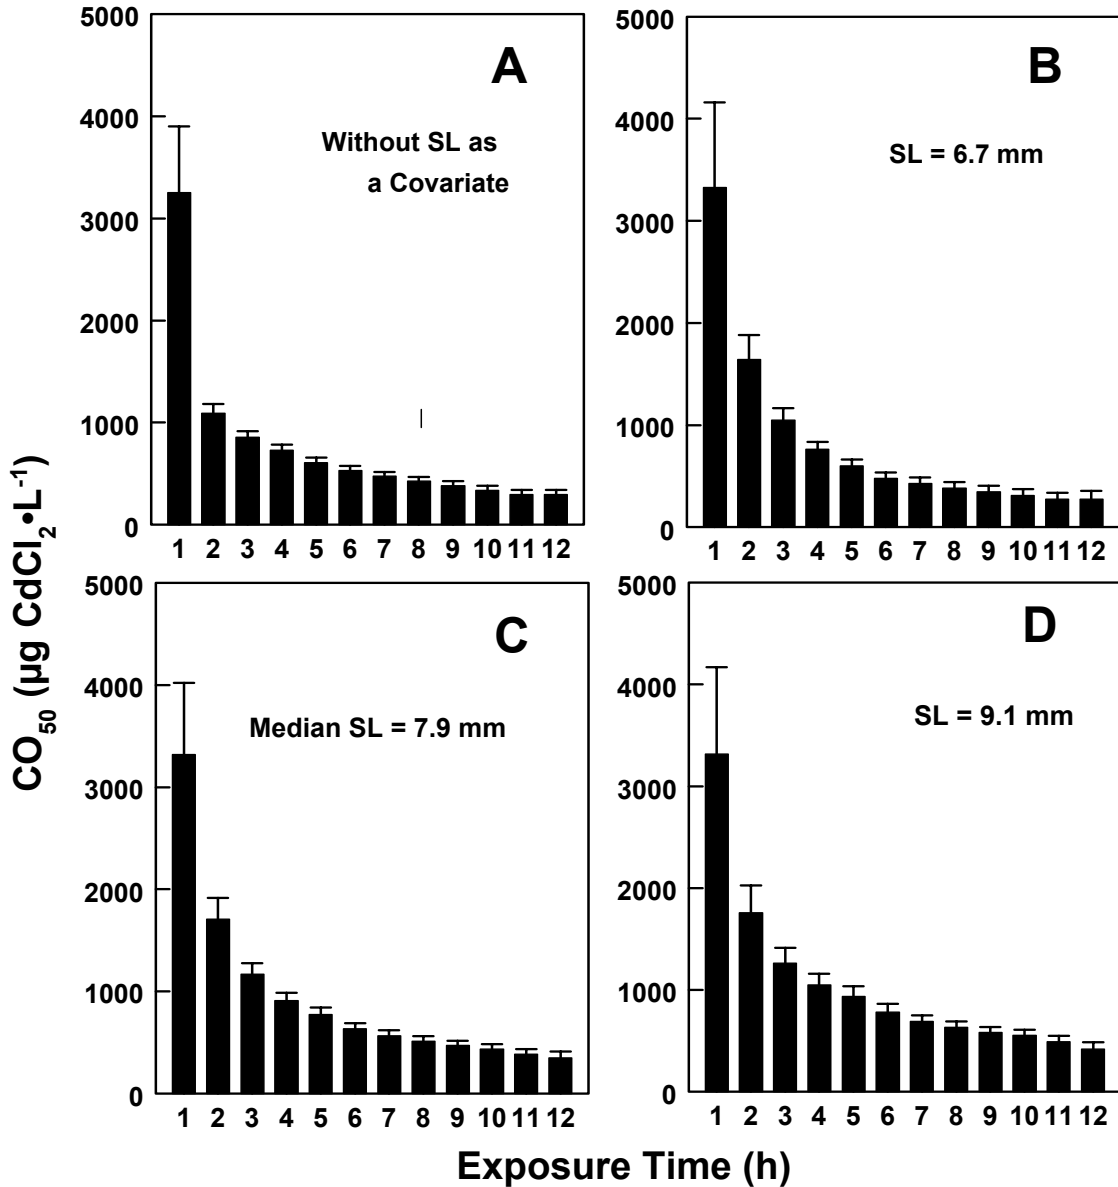 5000
4000
3000
2000
1000
0
A
Without SL as
a Covariate
1 2 3 4 5 6 7 8 9 10 11 12
5000
4000
3000
2000
1000
0
B
SL = 6.7 mm
1 2 3 4 5 6 7 8 9 10 11 12
CO₅₀ (µg CdCl₂•L⁻¹)
5000
4000
3000
2000
1000
0
C
Median SL = 7.9 mm
1 2 3 4 5 6 7 8 9 10 11 12
5000
4000
3000
2000
1000
0
D
SL = 9.1 mm
1 2 3 4 5 6 7 8 9 10 11 12
Exposure Time (h)